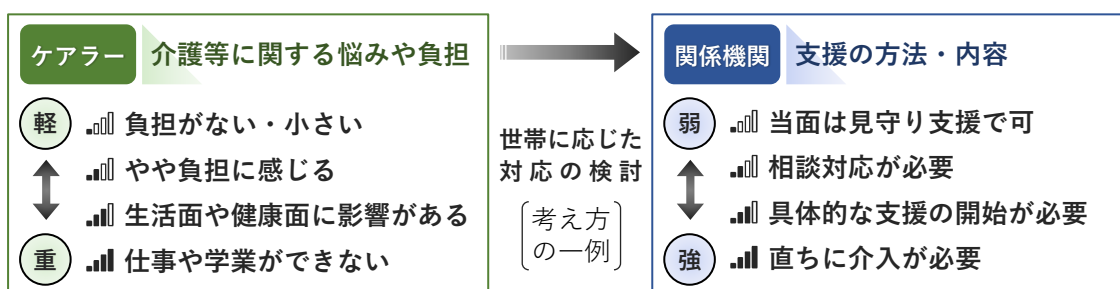 ケアラー 介護等に関する悩みや負担
軽 負担がない・小さい
やや負担に感じる
生活面や健康面に影響がある
重 仕事や学業ができない
世帯に応じた
対応の検討
考え方
の一例
関係機関 支援の方法・内容
弱 当面は見守り支援で可
相談対応が必要
具体的な支援の開始が必要
強 直ちに介入が必要